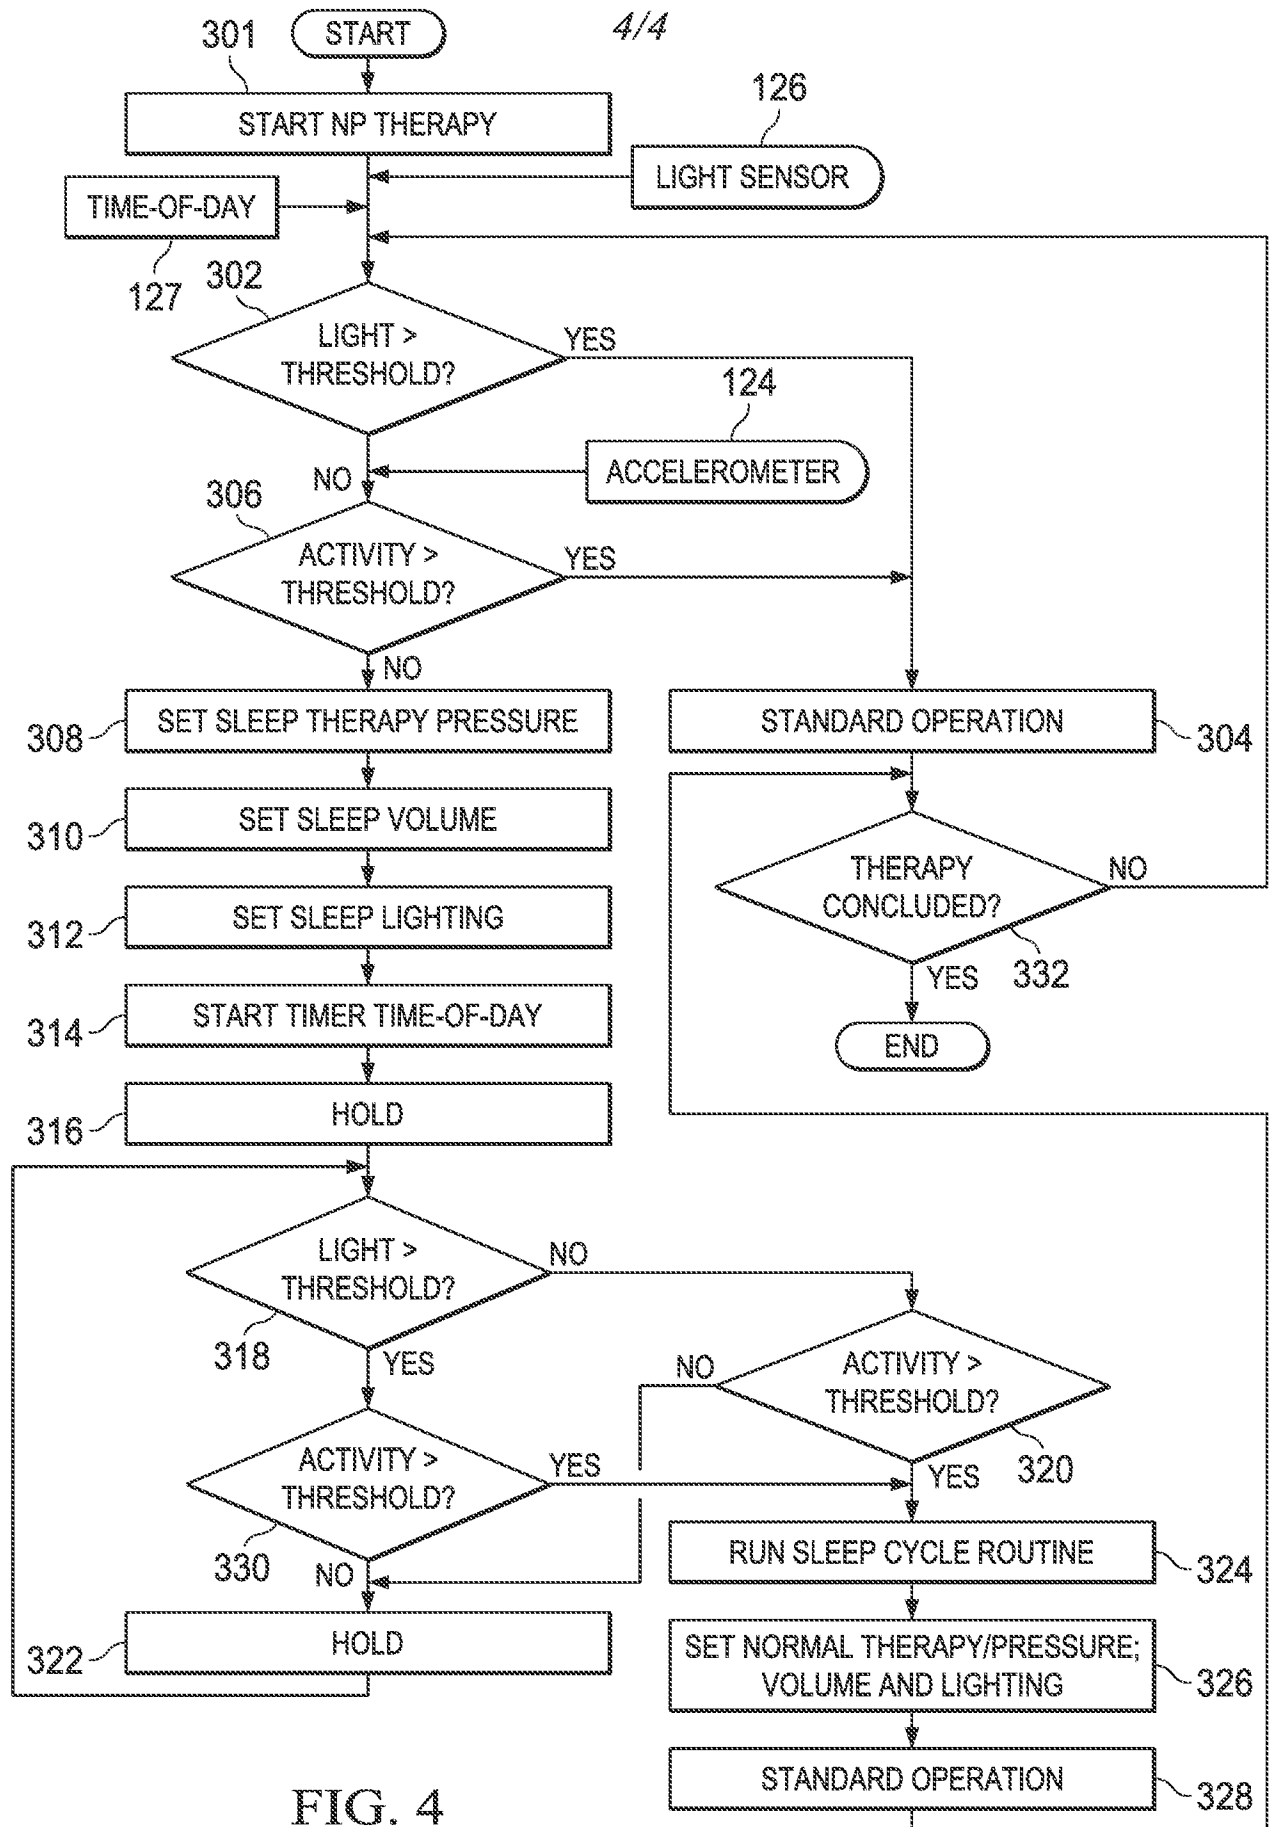 4/4
START
301
START NP THERAPY
126
LIGHT SENSOR
TIME-OF-DAY
127
302
LIGHT >
THRESHOLD?
YES
NO
124
ACCELEROMETER
306
ACTIVITY >
THRESHOLD?
YES
NO
308
SET SLEEP THERAPY PRESSURE
STANDARD OPERATION
304
310
SET SLEEP VOLUME
THERAPY
CONCLUDED?
NO
332
YES
END
312
SET SLEEP LIGHTING
314
START TIMER TIME-OF-DAY
316
HOLD
LIGHT >
THRESHOLD?
NO
318
YES
ACTIVITY >
THRESHOLD?
NO
320
YES
ACTIVITY >
THRESHOLD?
YES
330
NO
322
HOLD
RUN SLEEP CYCLE ROUTINE
324
SET NORMAL THERAPY/PRESSURE;
VOLUME AND LIGHTING
326
STANDARD OPERATION
328
FIG. 4